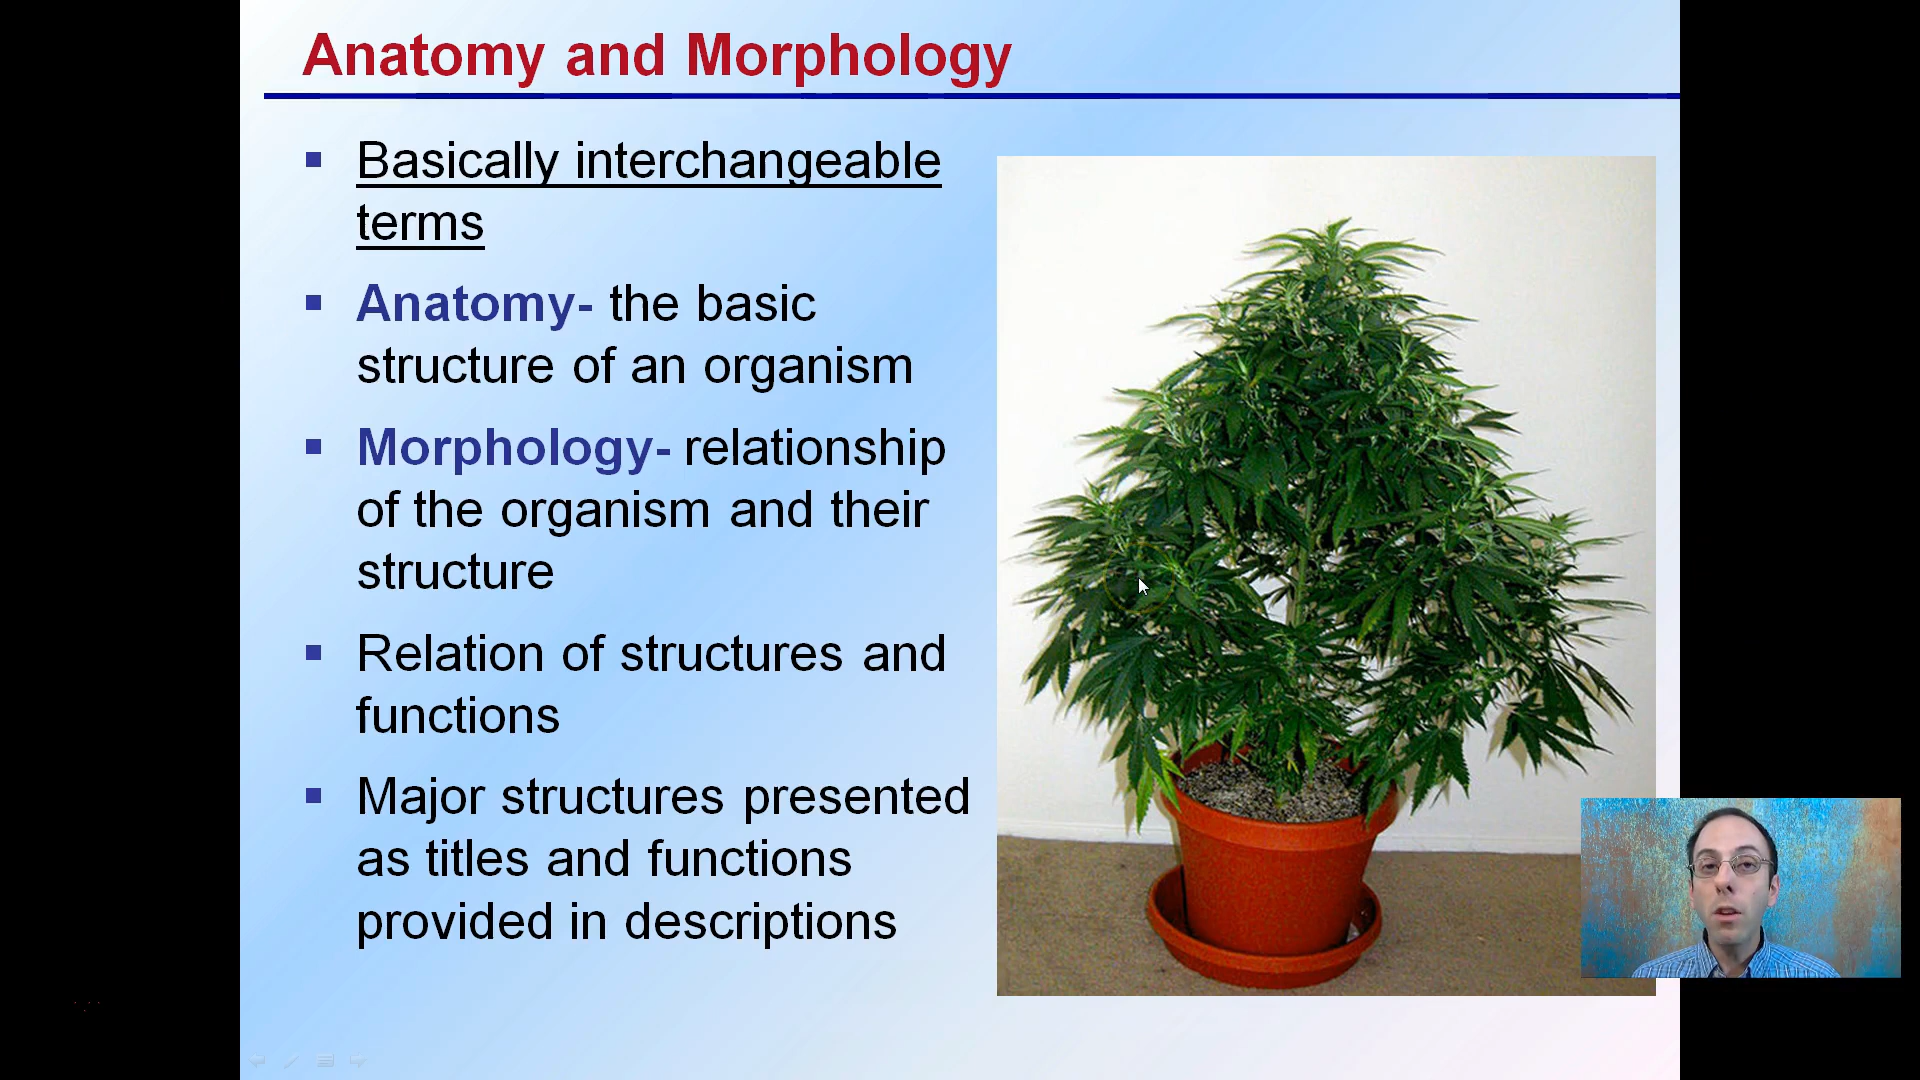 Anatomy and Morphology
Basically interchangeable
terms
Anatomy- the basic
structure of an organism
Morphology- relationship
of the organism and their
structure
Relation of structures and
functions
Major structures presented
as titles and functions
provided in descriptions